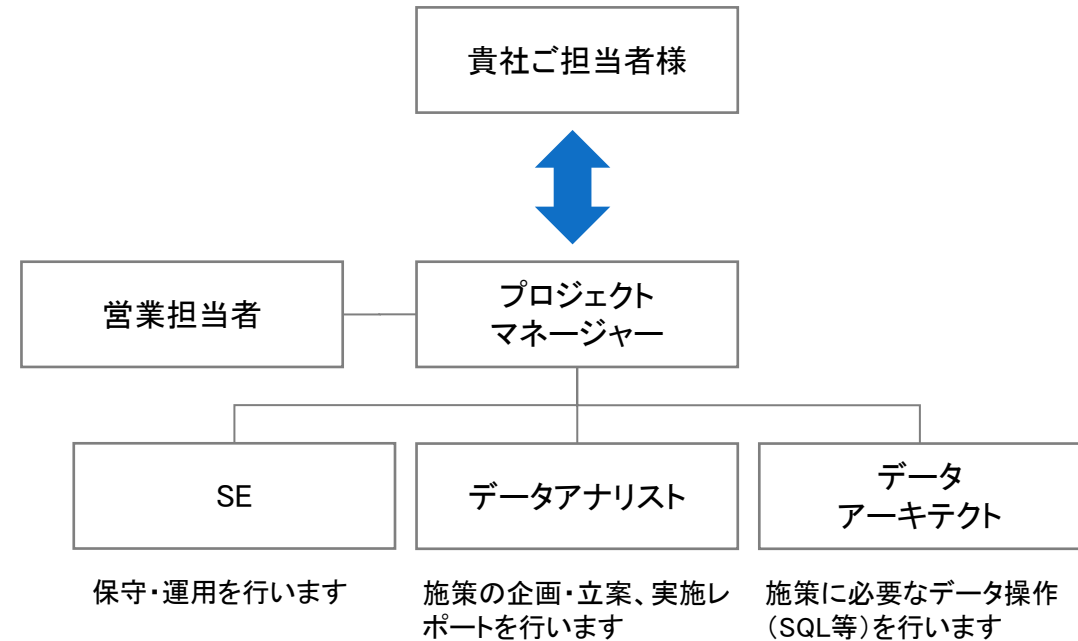 貴社ご担当者様
営業担当者
プロジェクト
マネージャー
SE
データアナリスト
データ
アーキテクト
保守・運用を行います
施策の企画・立案、実施レ
ポートを行います
施策に必要なデータ操作
（SQL等）を行います